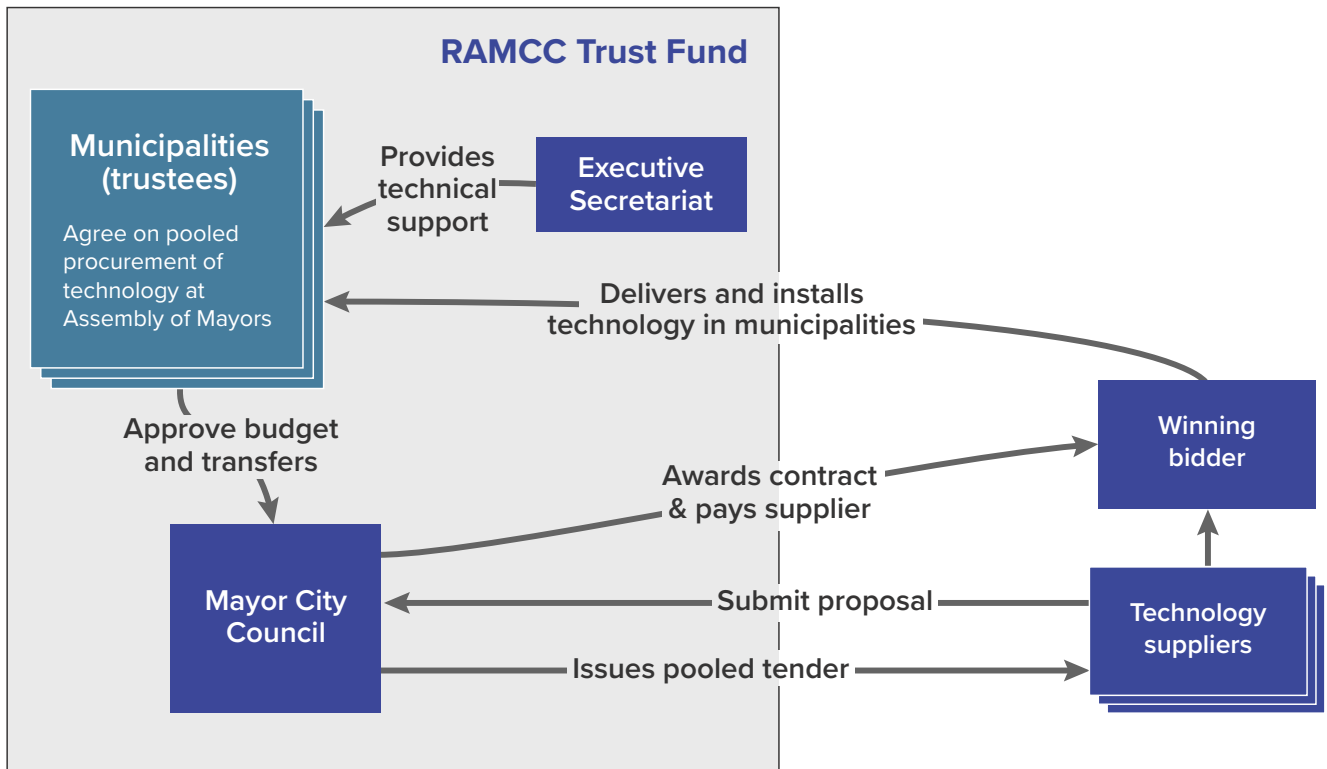 RAMCC Trust Fund
Municipalities
(trustees)
Agree on pooled
procurement of
technology at
Assembly of Mayors
Provides
technical
support
Executive
Secretariat
Delivers and installs
technology in municipalities
Approve budget
and transfers
Winning
bidder
Awards contract
& pays supplier
Mayor City
Council
Submit proposal
Technology
suppliers
Issues pooled tender